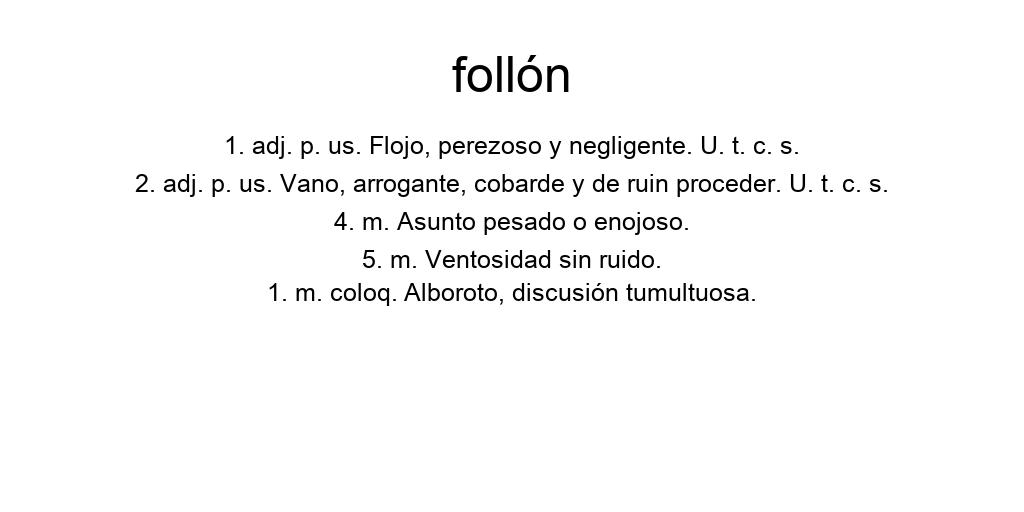 follón
1. adj. p. us. Flojo, perezoso y negligente. U. t. c. s.
2. adj. p. us. Vano, arrogante, cobarde y de ruin proceder. U. t. c. s.
4. m. Asunto pesado o enojoso.
5. m. Ventosidad sin ruido.
1. m. coloq. Alboroto, discusión tumultuosa.